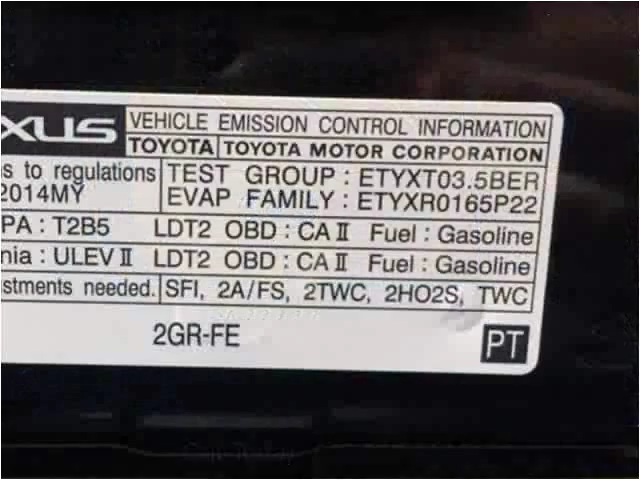 XUS VEHICLE EMISSION CONTROL INFORMATION
TOYOTA TOYOTA MOTOR CORPORATION
s to regulations TEST GROUP : ETYXT03.5BER
2014MY EVAP FAMILY : ETYXR0165P22
PA : T2B5 LDT2 OBD : CA II Fuel : Gasoline
nia : ULEV II LDT2 OBD : CA II Fuel : Gasoline
stments needed. SFI, 2A/FS, 2TWC, 2HO2S, TWC
2GR-FE PT